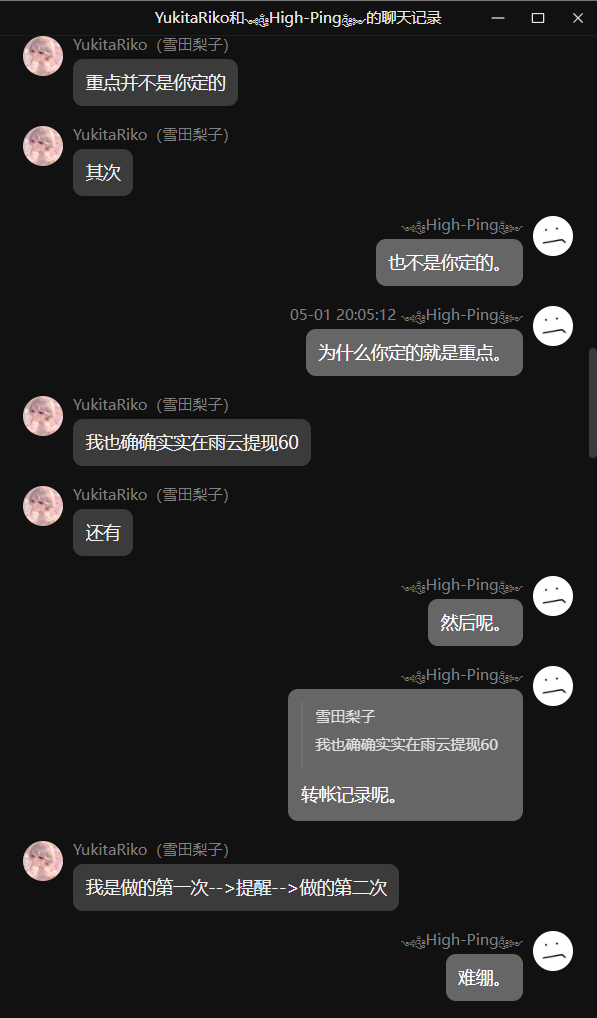 YukitaRiko和ৎ৸High-Pingৎ৸的聊天记录
YukitaRiko（雪田梨子）
重点并不是你定的
YukitaRiko（雪田梨子）
其次
High-Ping
也不是你定的。
05-01 20:05:12 High-Ping
为什么你定的就是重点。
YukitaRiko（雪田梨子）
我也确确实实在雨云提现60
YukitaRiko（雪田梨子）
还有
High-Ping
然后呢。
High-Ping
雪田梨子
我也确确实实在雨云提现60
转帐记录呢。
YukitaRiko（雪田梨子）
我是做的第一次-->提醒-->做的第二次
High-Ping
难绷。